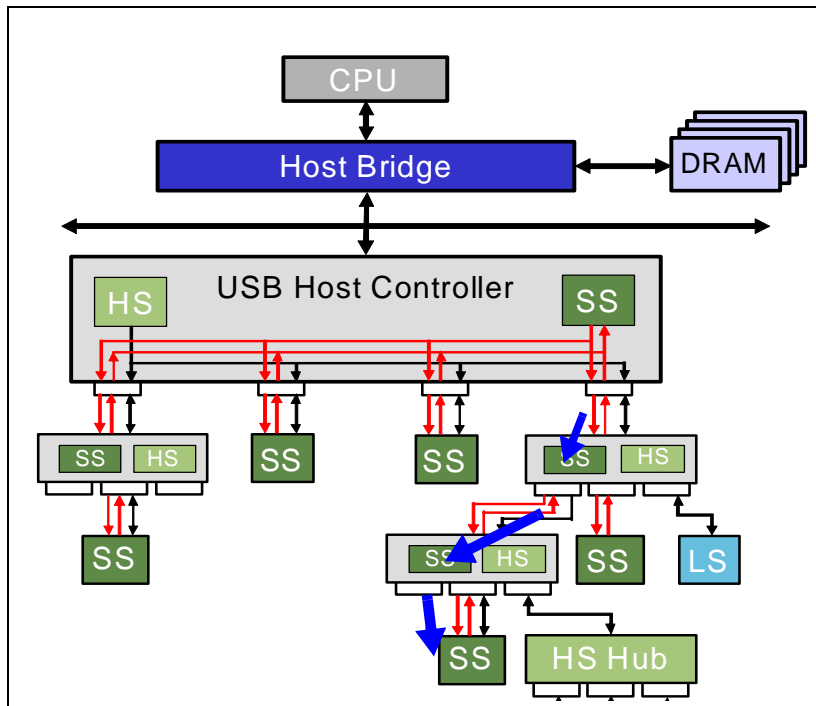 CPU
Host Bridge
DRAM
USB Host Controller
HS
SS
SS HS
SS
SS
SS HS
SS
SS HS
SS
LS
SS
HS Hub